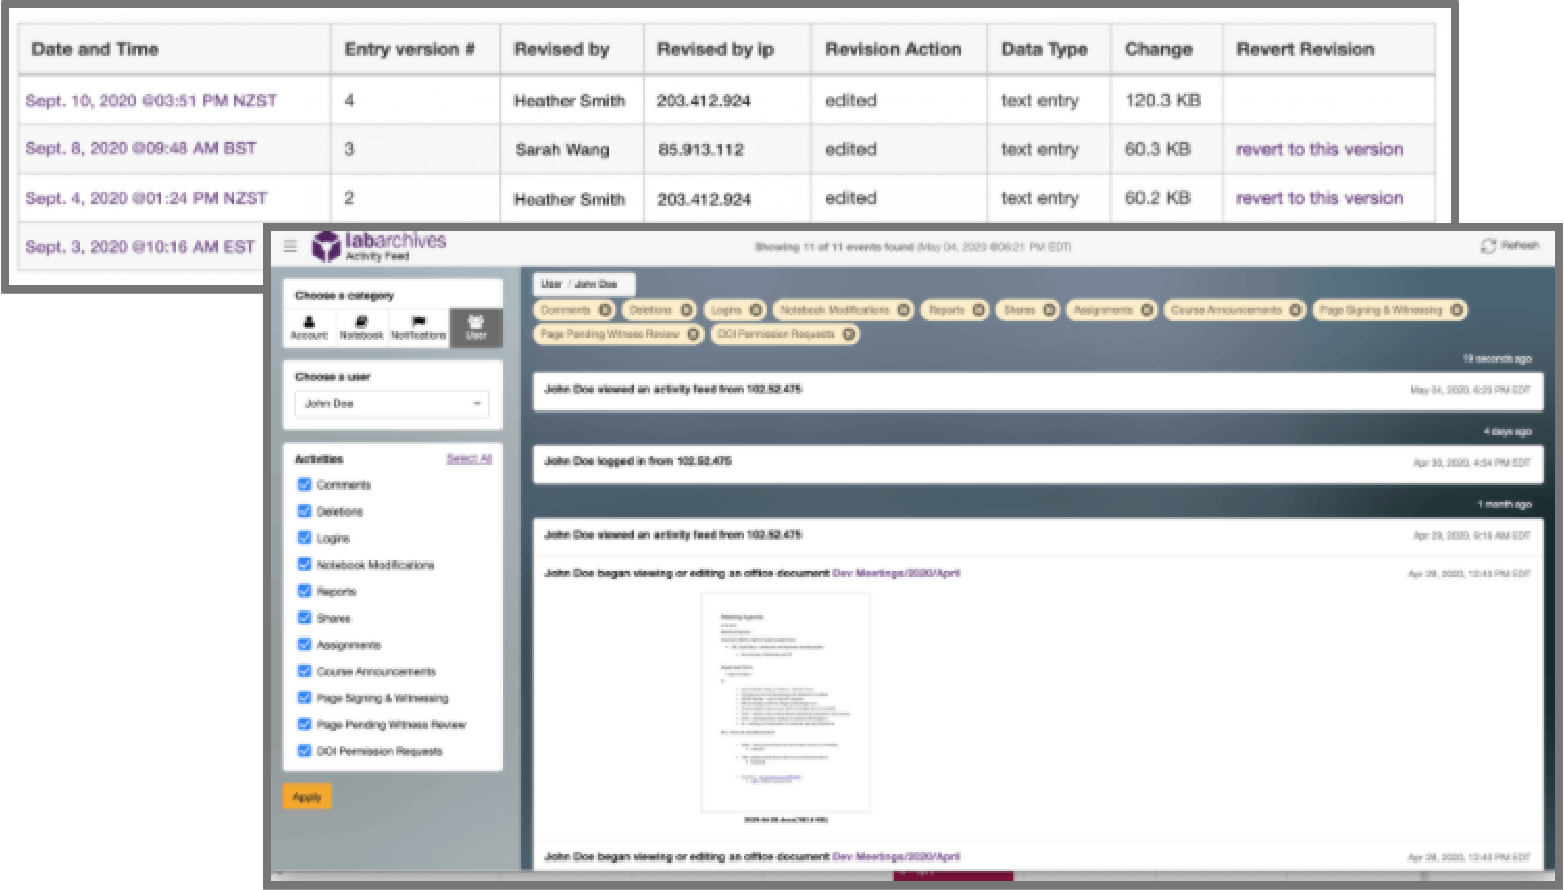 Date and Time Entry version # Revised by Revised by ip Revision Action Data Type Change Revert Revision
Sept. 10, 2020 @03:51 PM NZST 4 Heather Smith 203.412.924 edited text entry 120.3 KB
Sept. 8, 2020 @09:48 AM BST 3 Sarah Wang 85.913.112 edited text entry 60.3 KB revert to this version
Sept. 4, 2020 @01:24 PM NZST 2 Heather Smith 203.412.924 edited text entry 60.2 KB revert to this version
Sept. 3, 2020 @10:16 AM EST
labarchives
Activity Feed
Showing 11 of 11 events found (May 04, 2020 @06:21 PM EDT)
Refresh
Choose a category
Account Notebook Notifications User
Choose a user
John Doe
Activities Select All
Comments
Deletions
Logins
Notebook Modifications
Reports
Shares
Assignments
Course Announcements
Page Signing & Witnessing
Page Pending Witness Review
DOI Permission Requests
Apply
User / John Doe
Comments Deletions Logins Notebook Modifications Reports Shares Assignments Course Announcements Page Signing & Witnessing
Page Pending Witness Review DOI Permission Requests
19 seconds ago
John Doe viewed an activity feed from 102.52.475 May 04, 2020, 6:20 PM EDT
4 days ago
John Doe logged in from 102.52.475 Apr 30, 2020, 4:54 PM EDT
1 month ago
John Doe viewed an activity feed from 102.52.475 Apr 29, 2020, 9:16 AM EDT
John Doe began viewing or editing an office document Dev Meetings/2020/April Apr 28, 2020, 12:43 PM EDT
Meeting Agenda
John Doe began viewing or editing an office document Dev Meetings/2020/April Apr 28, 2020, 12:43 PM EDT